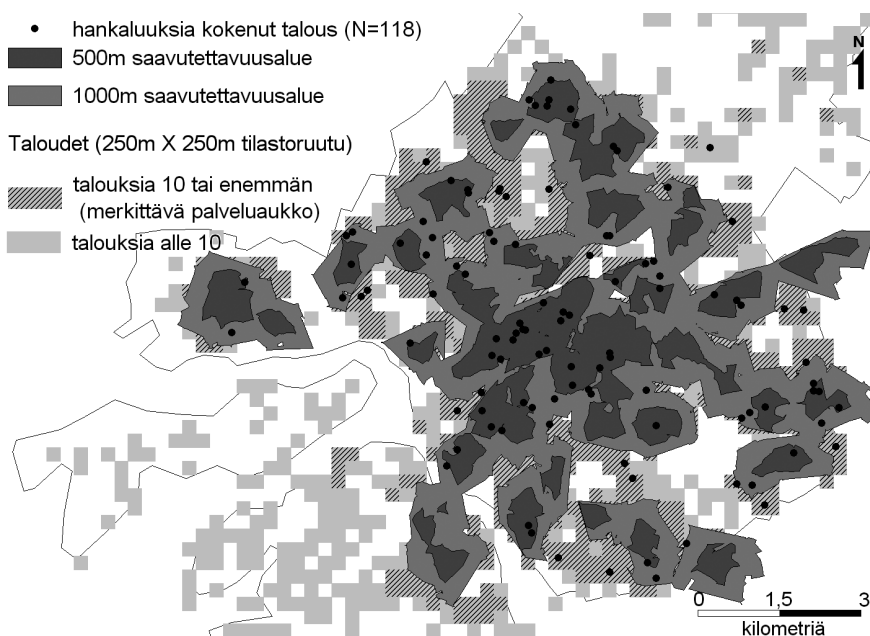 hankaluuksia kokenut talous (N=118)
500m saavutettavuusalue
1000m saavutettavuusalue
Taloudet (250m X 250m tilastoruutu)
talouksia 10 tai enemmän
(merkittävä palveluaukko)
talouksia alle 10
N
0 1,5 3
kilometriä